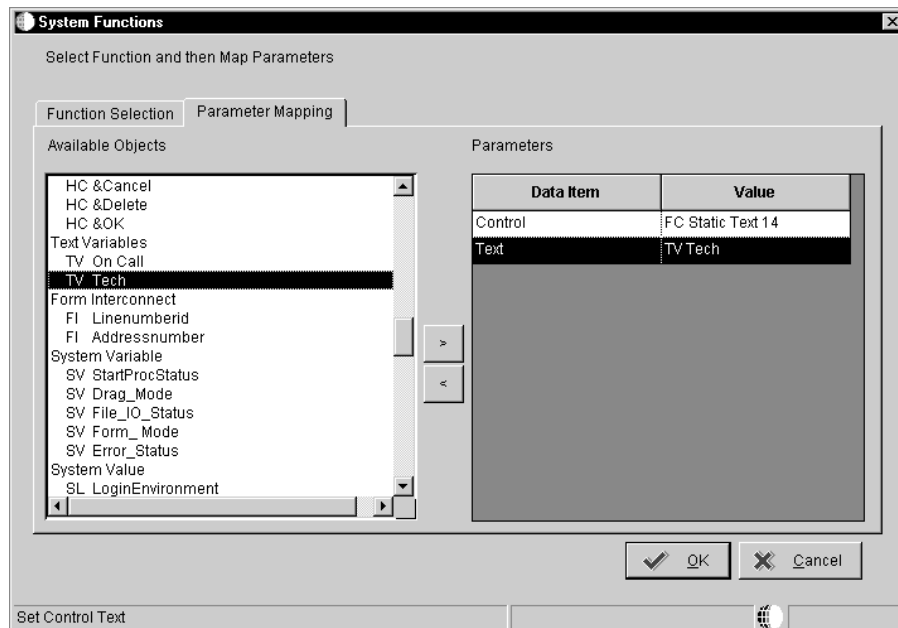 System Functions
Select Function and then Map Parameters
Function Selection
Parameter Mapping
Available Objects
HC &Cancel
HC &Delete
HC &OK
Text Variables
TV On Call
TV Tech
Form Interconnect
FI Linenumberid
FI Addressnumber
System Variable
SV StartProcStatus
SV Drag_Mode
SV File_IO_Status
SV Form_ Mode
SV Error_Status
System Value
SL LoginEnvironment
>
<
Parameters
Data Item Value
Control FC Static Text 14
Text TV Tech
OK
Cancel
Set Control Text